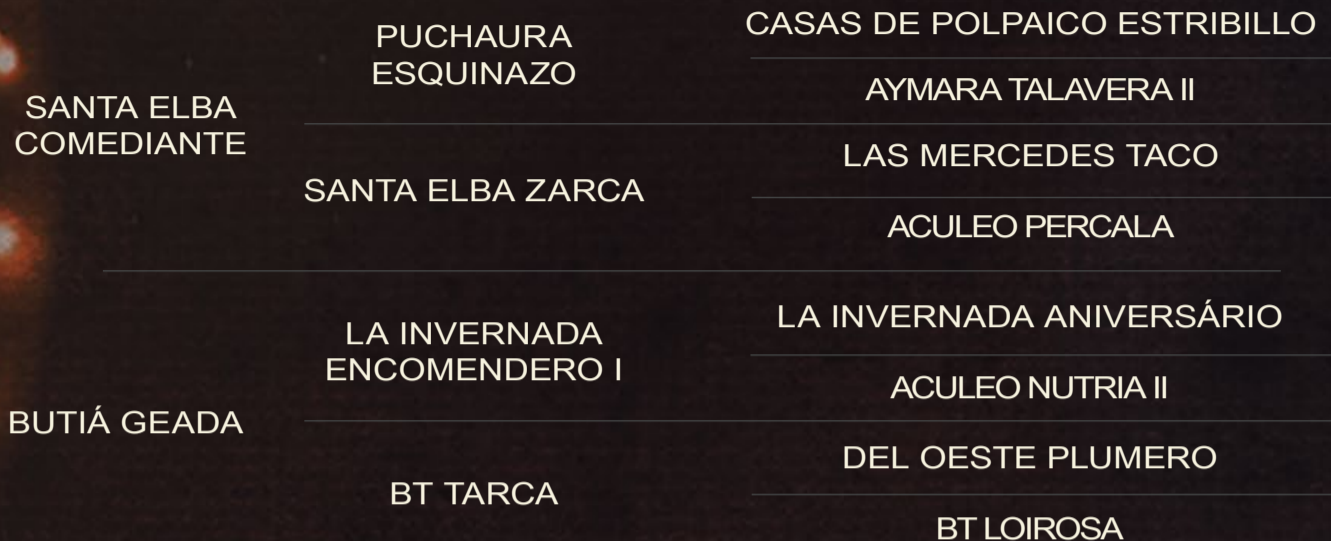 SANTA ELBA
COMEDIANTE
PUCHAURA
ESQUINAZO
CASAS DE POLPAICO ESTRIBILLO
AYMARA TALAVERA II
SANTA ELBA ZARCA
LAS MERCEDES TACO
ACULEO PERCALA
BUTIÁ GEADA
LA INVERNADA
ENCOMENDERO I
LA INVERNADA ANIVERSÁRIO
ACULEO NUTRIA II
BT TARCA
DEL OESTE PLUMERO
BT LOIROSA